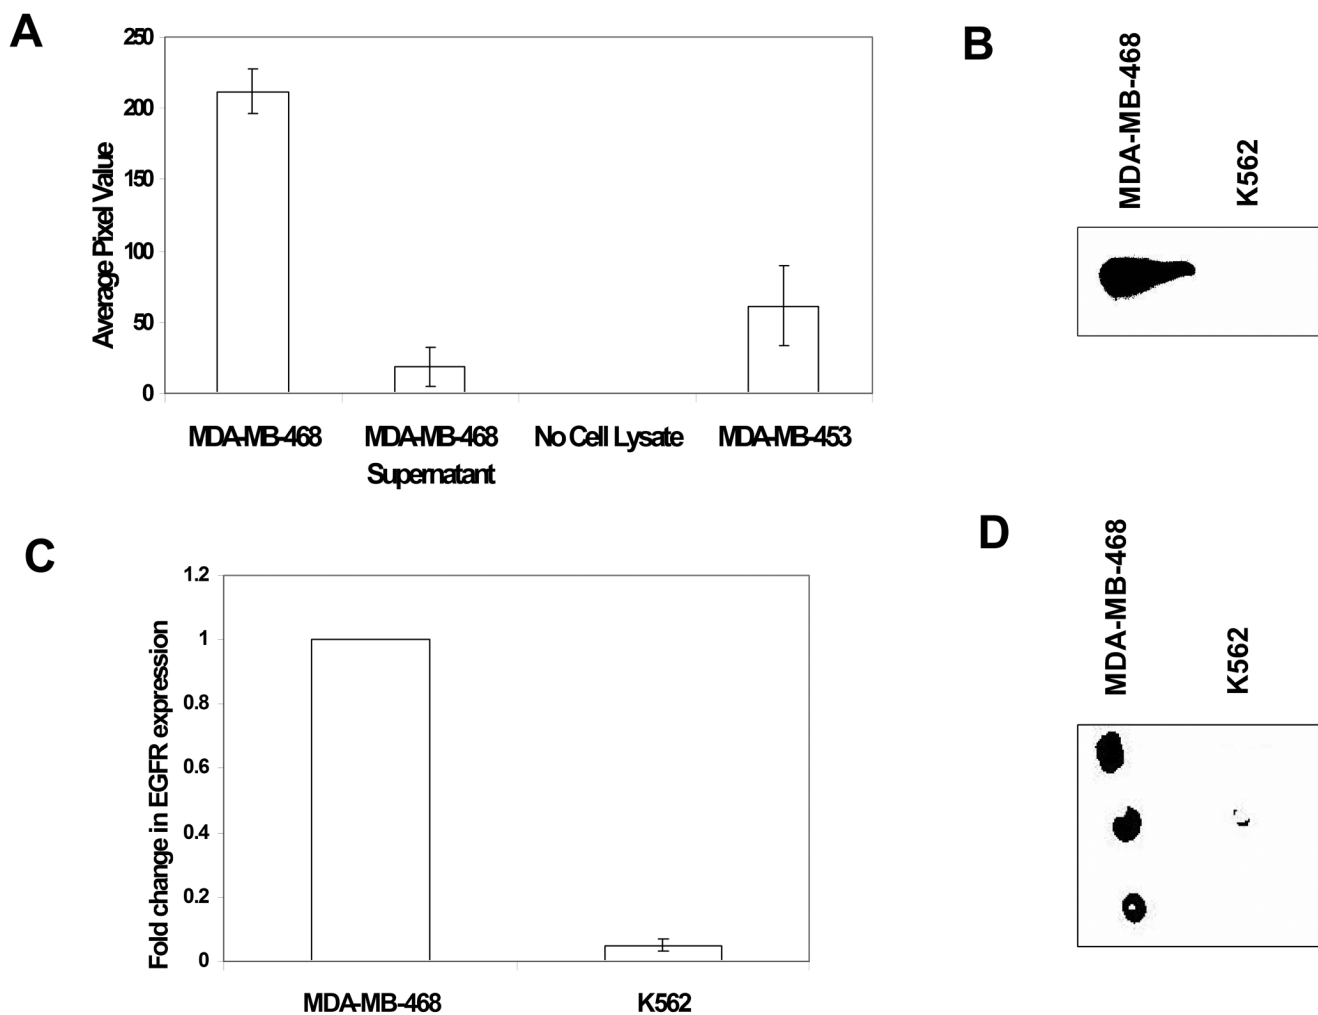 A
Average Pixel Value
250
200
150
100
50
0
MDA-MB-468
MDA-MB-468
Supernatant
No Cell Lysate
MDA-MB-453
B
MDA-MB-468
K562
C
Fold change in EGFR expression
1.2
1
0.8
0.6
0.4
0.2
0
MDA-MB-468
K562
D
MDA-MB-468
K562